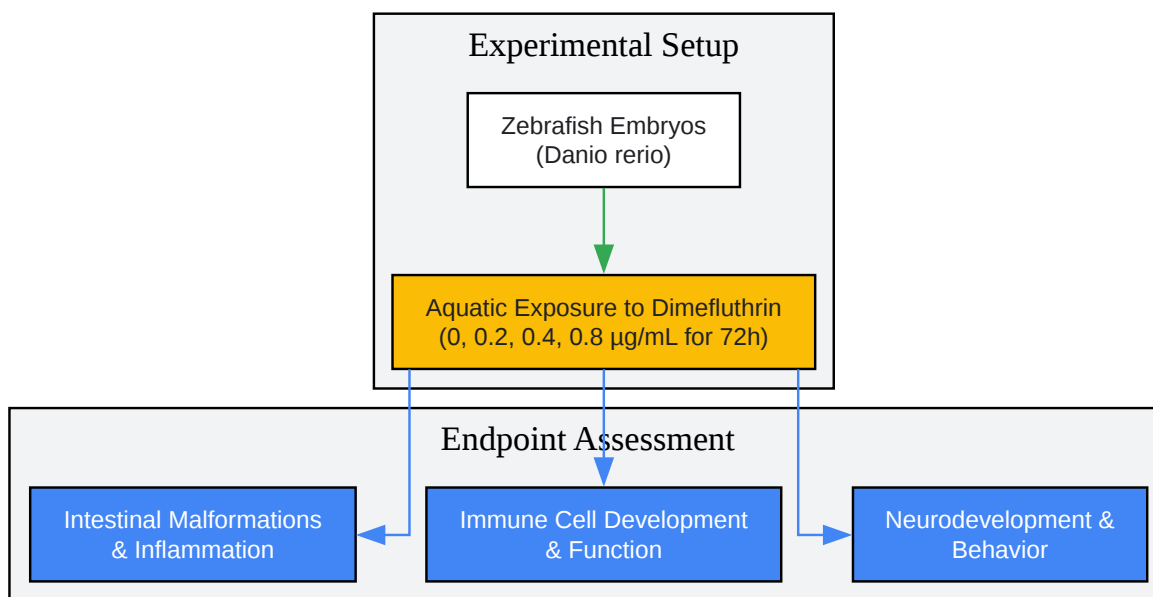 Experimental Setup
Zebrafish Embryos
(Danio rerio)
Aquatic Exposure to Dimefluthrin
(0, 0.2, 0.4, 0.8 µg/mL for 72h)
Endpoint Assessment
Intestinal Malformations
& Inflammation
Immune Cell Development
& Function
Neurodevelopment &
Behavior